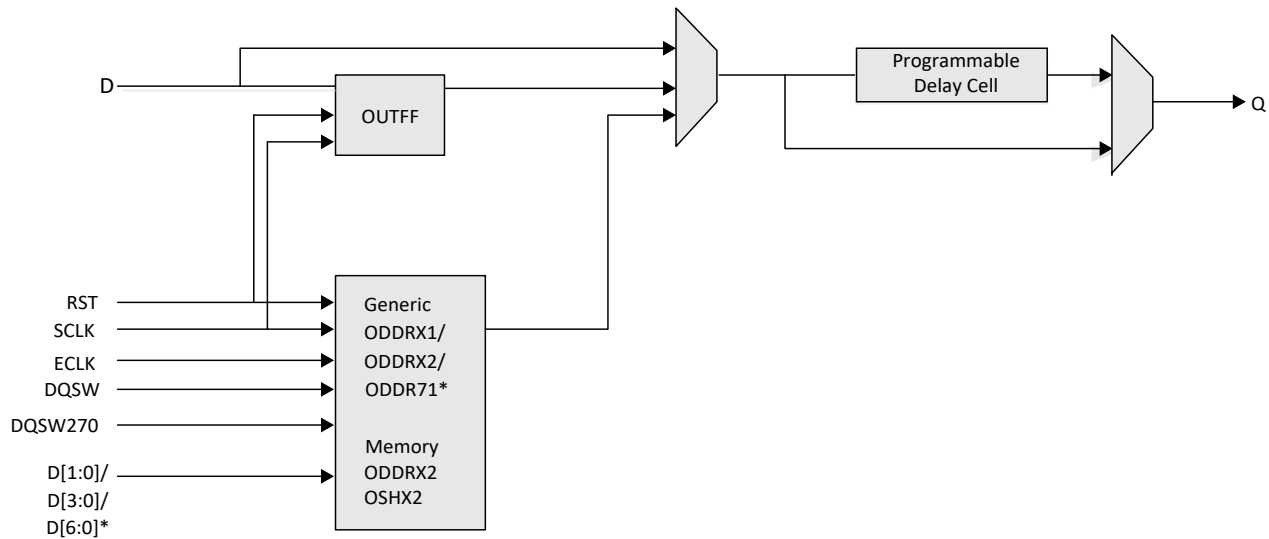 D
OUTFF
Programmable
Delay Cell
Q
RST
SCLK
ECLK
DQSW
DQSW270
D[1:0]/
D[3:0]/
D[6:0]*
Generic
ODDRX1/
ODDRX2/
ODDR71*
Memory
ODDRX2
OSHX2